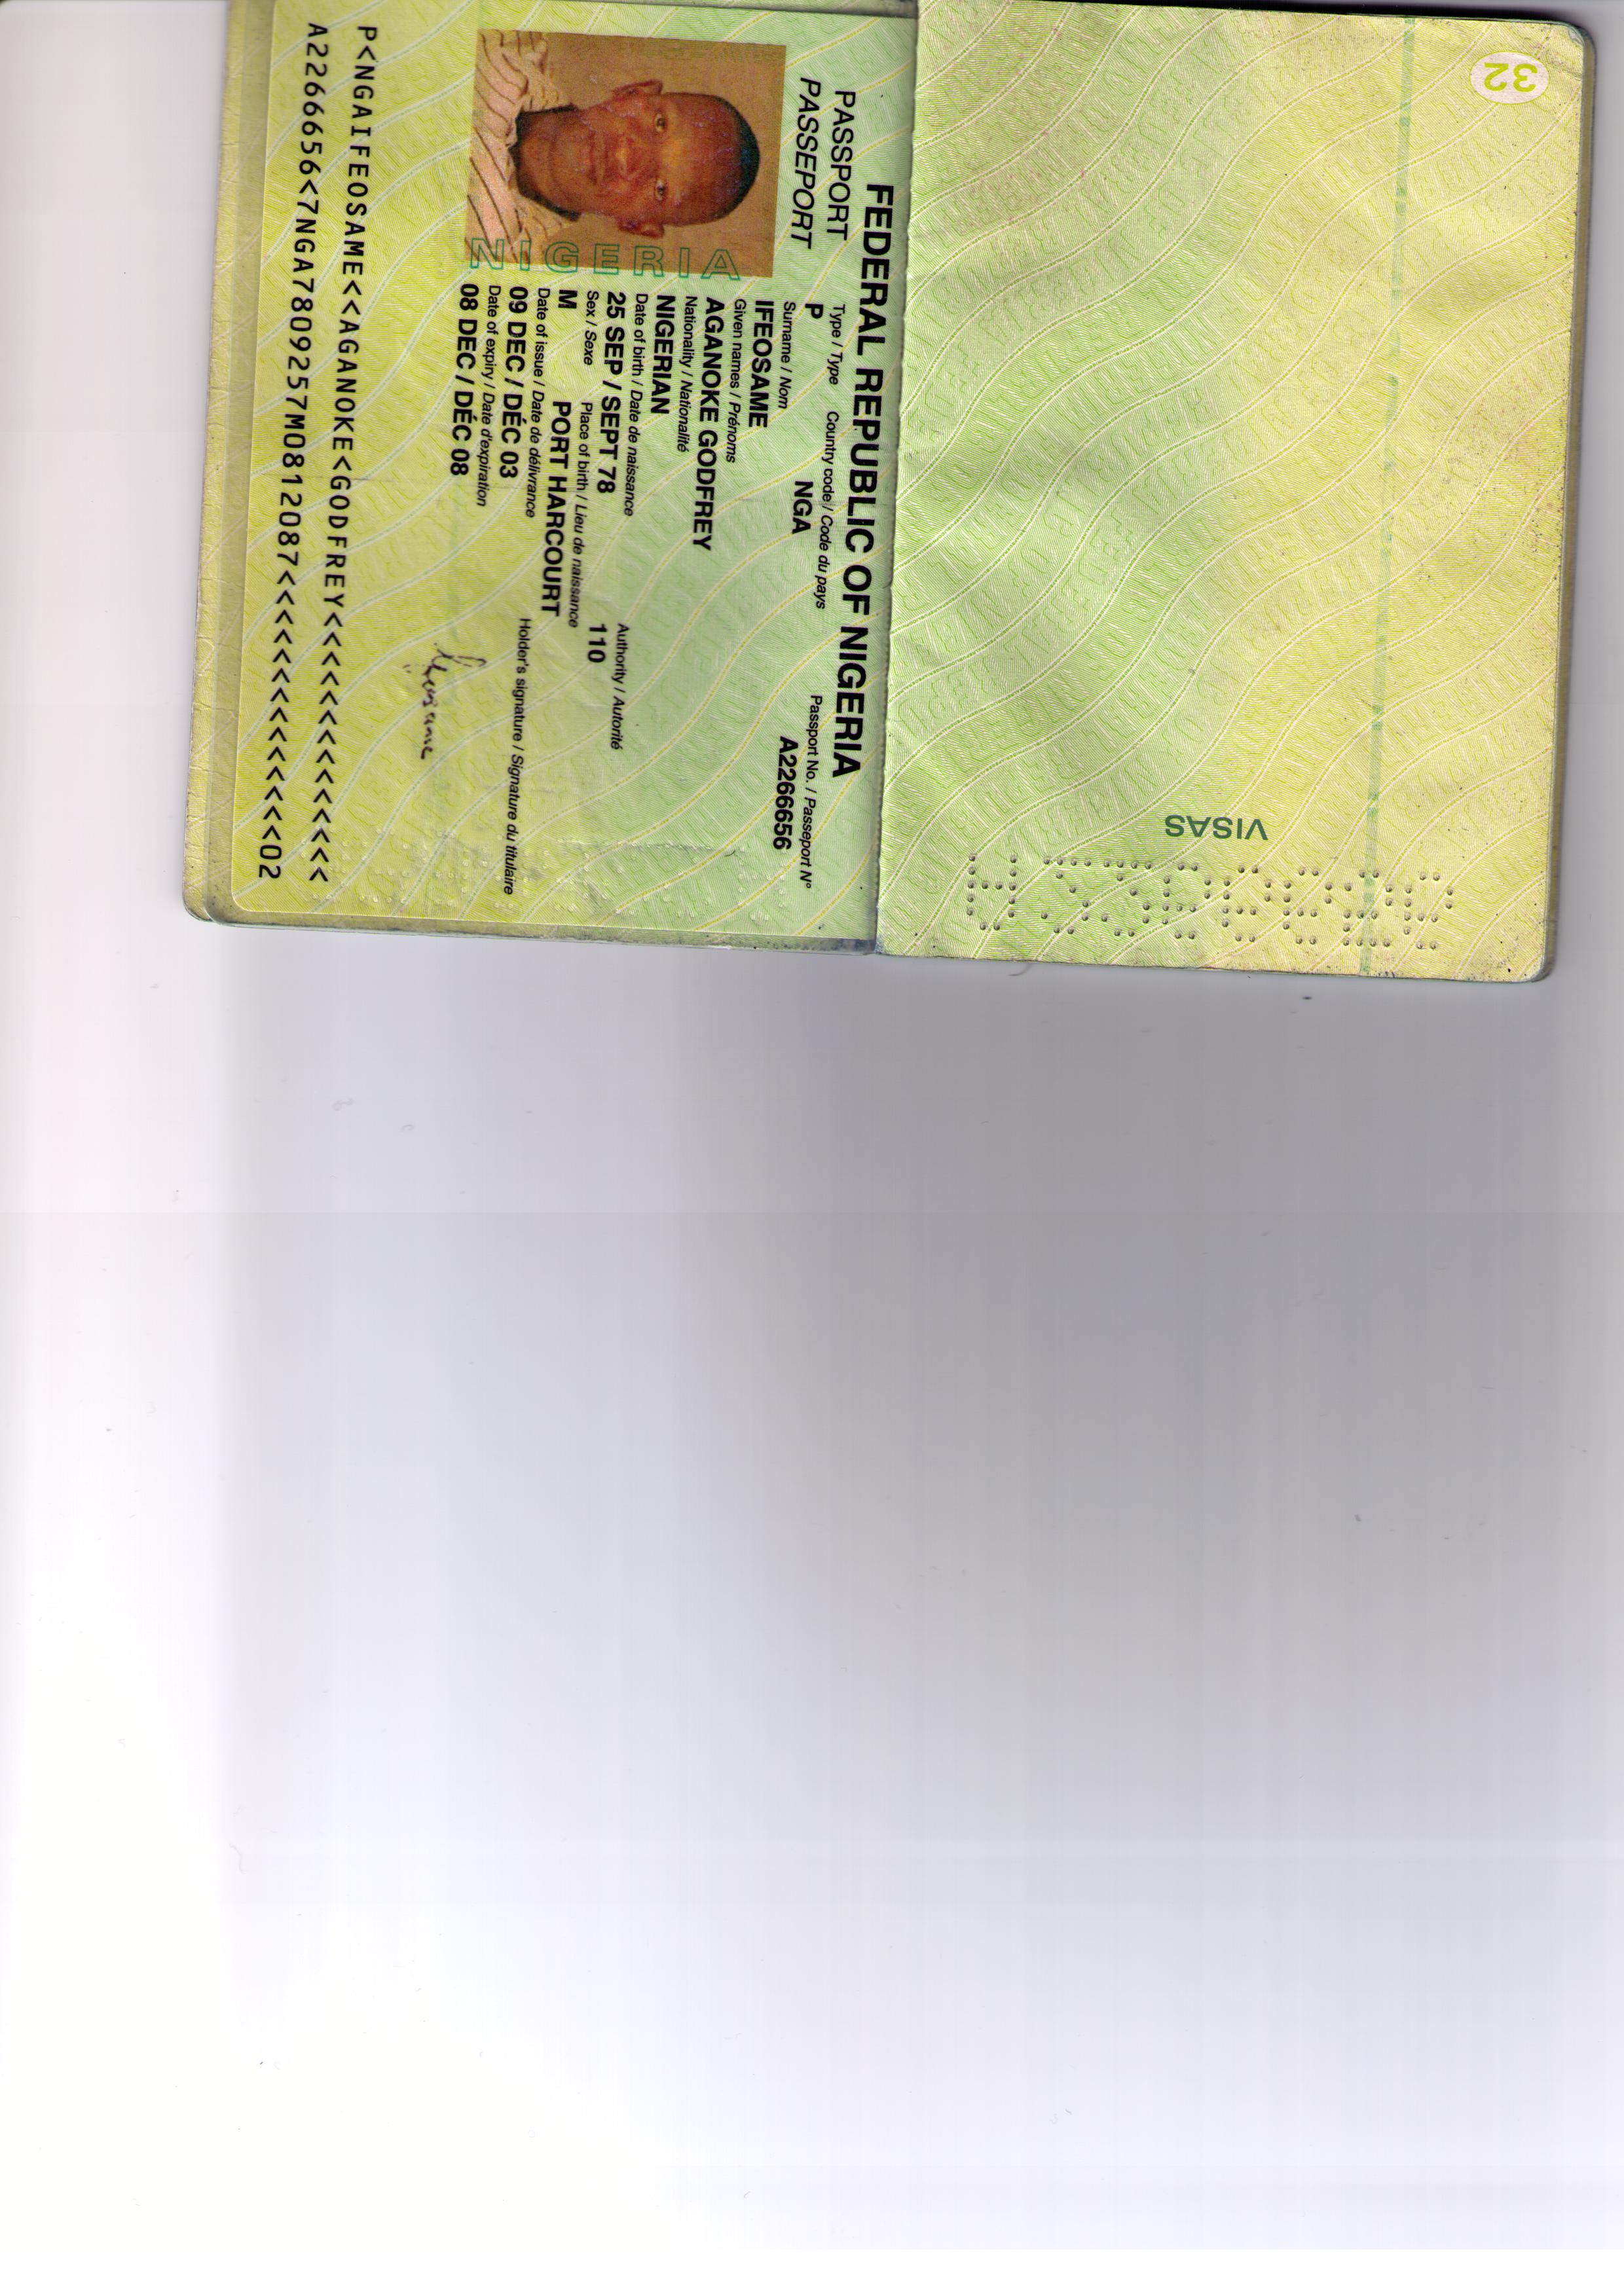 32
VISAS
FEDERAL REPUBLIC OF NIGERIA
PASSPORT
PASSEPORT
Type / Type Country code / Code du pays Passport No. / Passeport N°
P NGA A2266656
Surname / Nom
IFEOSAME
Given names / Prénoms
AGANOKE GODFREY
Nationality / Nationalité
NIGERIAN
Date of birth / Date de naissance
25 SEP / SEPT 78
Authority / Autorité
110
Sex / Sexe Place of birth / Lieu de naissance
M PORT HARCOURT
Date of issue / Date de délivrance
09 DEC / DÉC 03
Holder's signature / Signature du titulaire
Date of expiry / Date d'expiration
08 DEC / DÉC 08
NIGERIA
P<NGAIFEOSAME<<AGANOKE<GODFREY<<<<<<<<<<<<<<
A2266656<7NGA7809257M0812087<<<<<<<<<<<<<<02